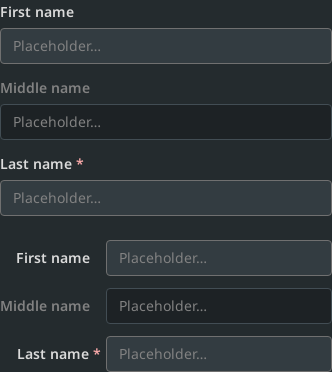 First name
Placeholder...
Middle name
Placeholder...
Last name *
Placeholder...
First name Placeholder...
Middle name Placeholder...
Last name * Placeholder...